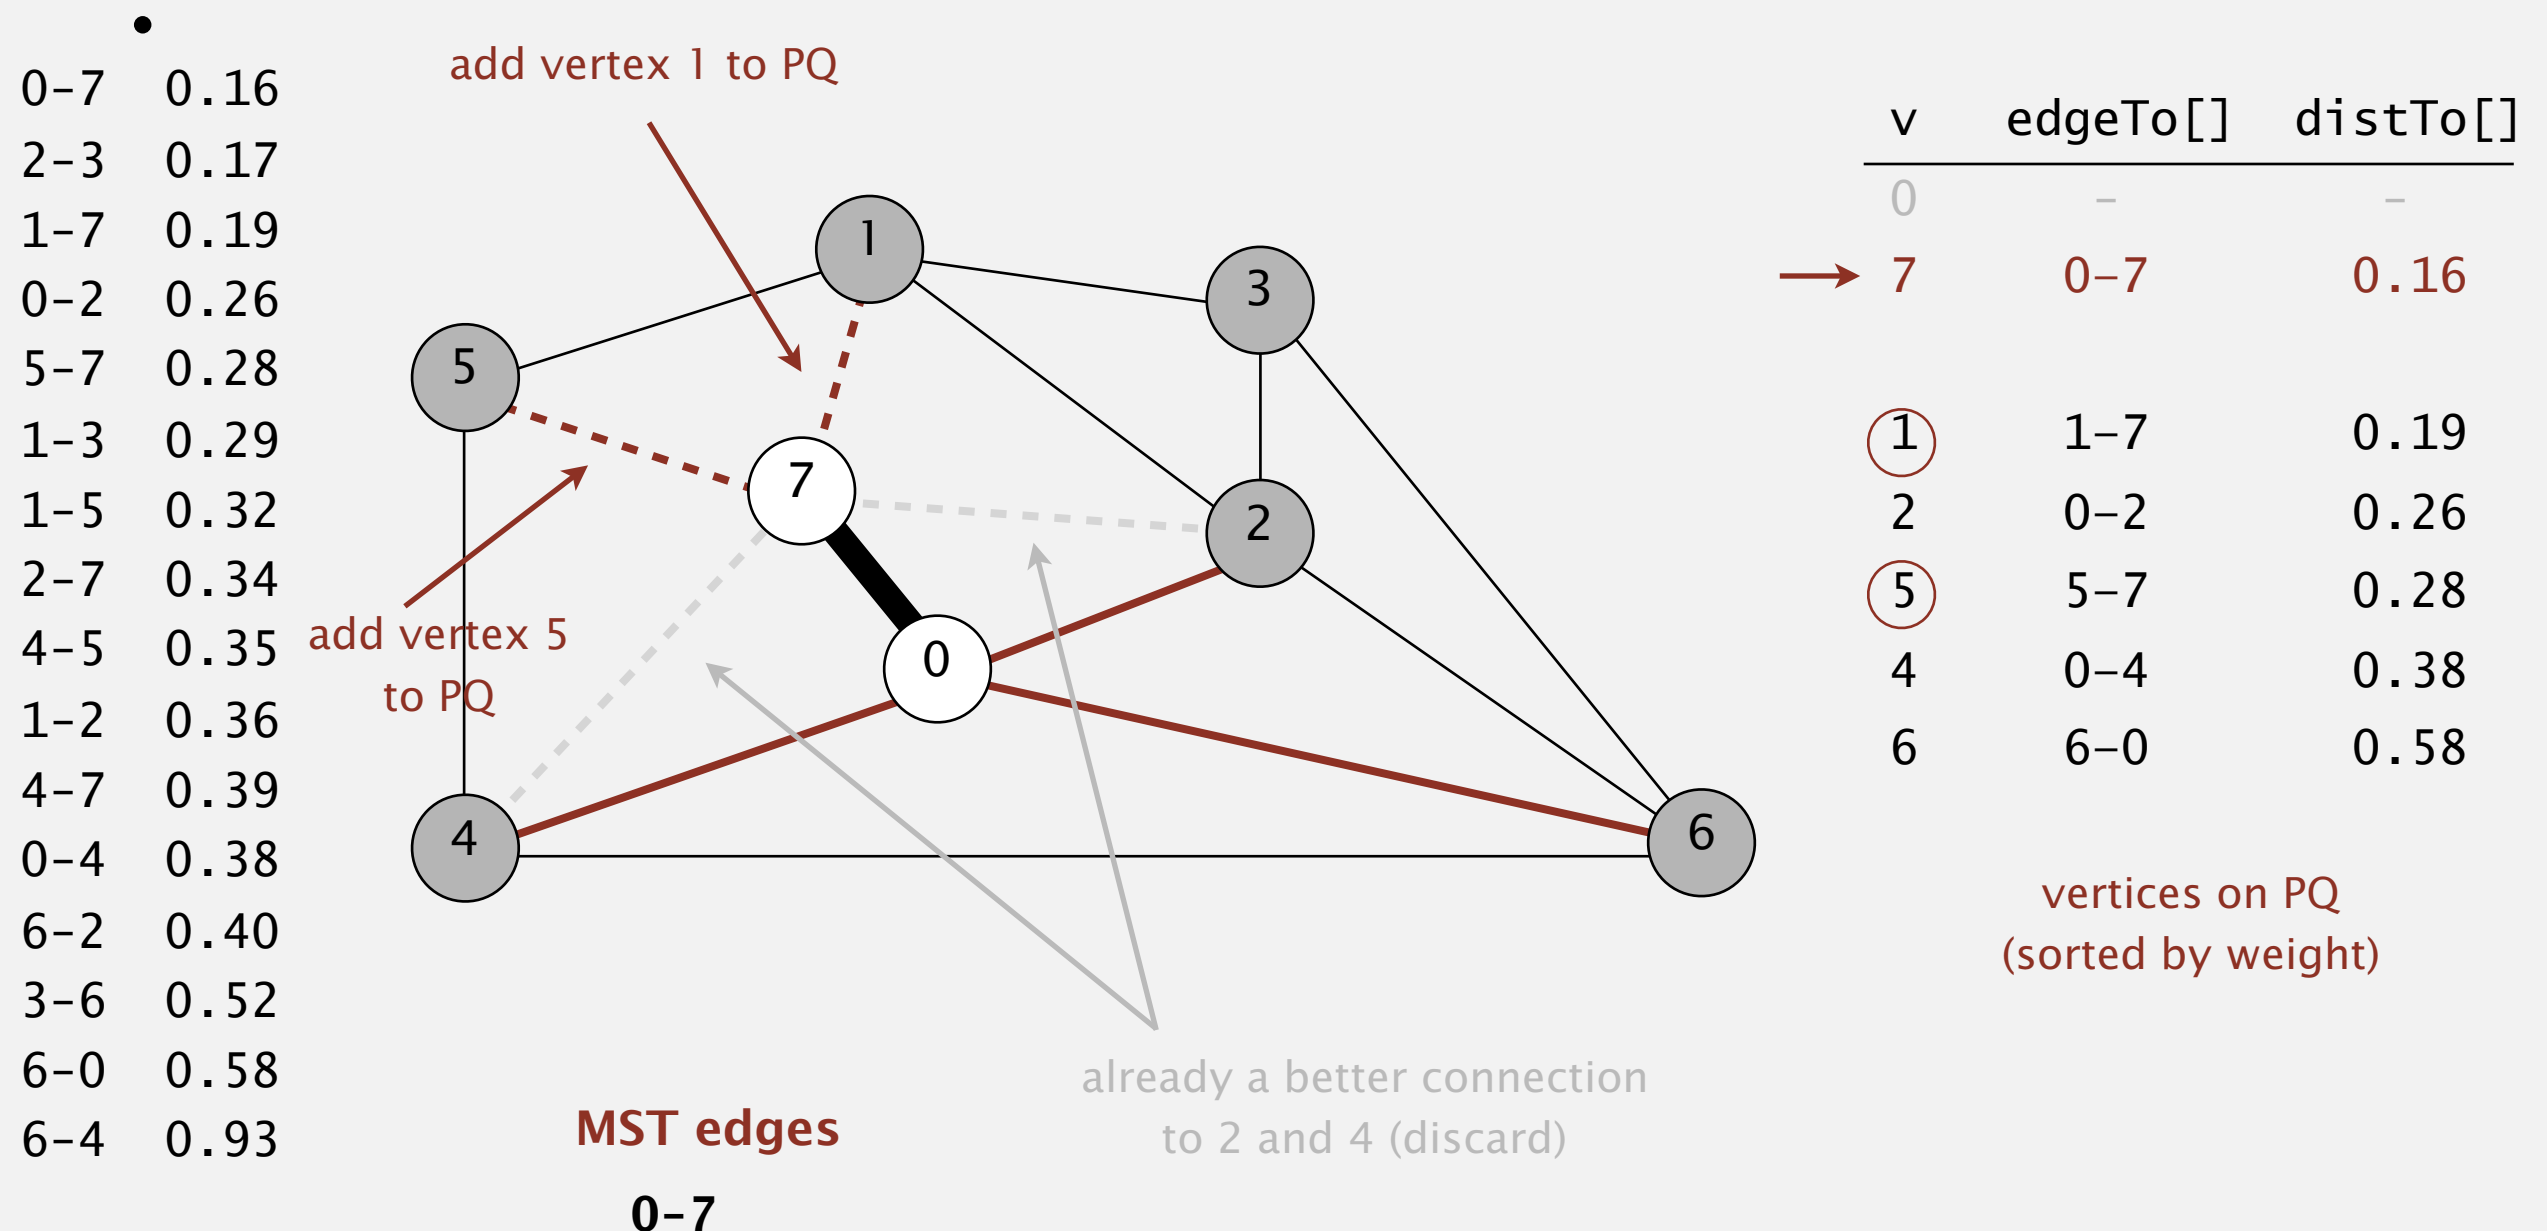 •
0-7 0.16
2-3 0.17
1-7 0.19
0-2 0.26
5-7 0.28
1-3 0.29
1-5 0.32
2-7 0.34
4-5 0.35
1-2 0.36
4-7 0.39
0-4 0.38
6-2 0.40
3-6 0.52
6-0 0.58
6-4 0.93
add vertex 1 to PQ
1
3
5
7
2
add vertex 5
to PQ
0
4
6
already a better connection
to 2 and 4 (discard)
MST edges
0-7
v edgeTo[] distTo[]
0 - -
7 0-7 0.16
1 1-7 0.19
2 0-2 0.26
5 5-7 0.28
4 0-4 0.38
6 6-0 0.58
vertices on PQ
(sorted by weight)